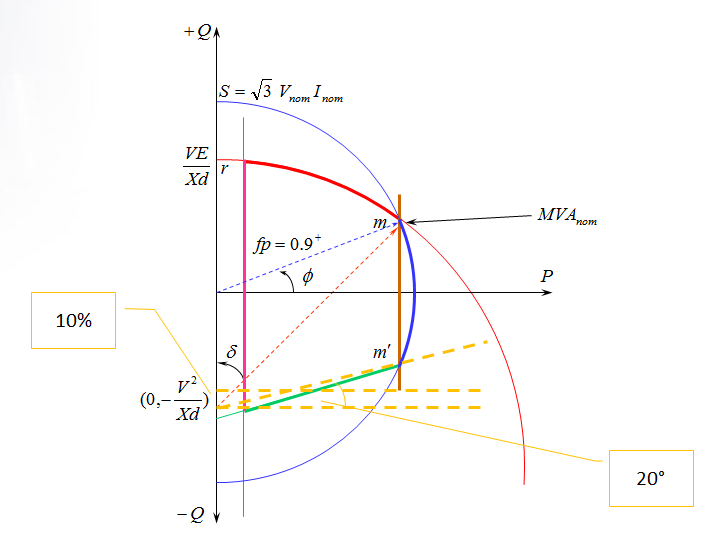 +Q
S = √3 V_nom I_nom
VE/Xd
r
m
MVA_nom
fp = 0.9⁺
ϕ
P
10%
δ
m'
(0,−V²/Xd)
20°
−Q